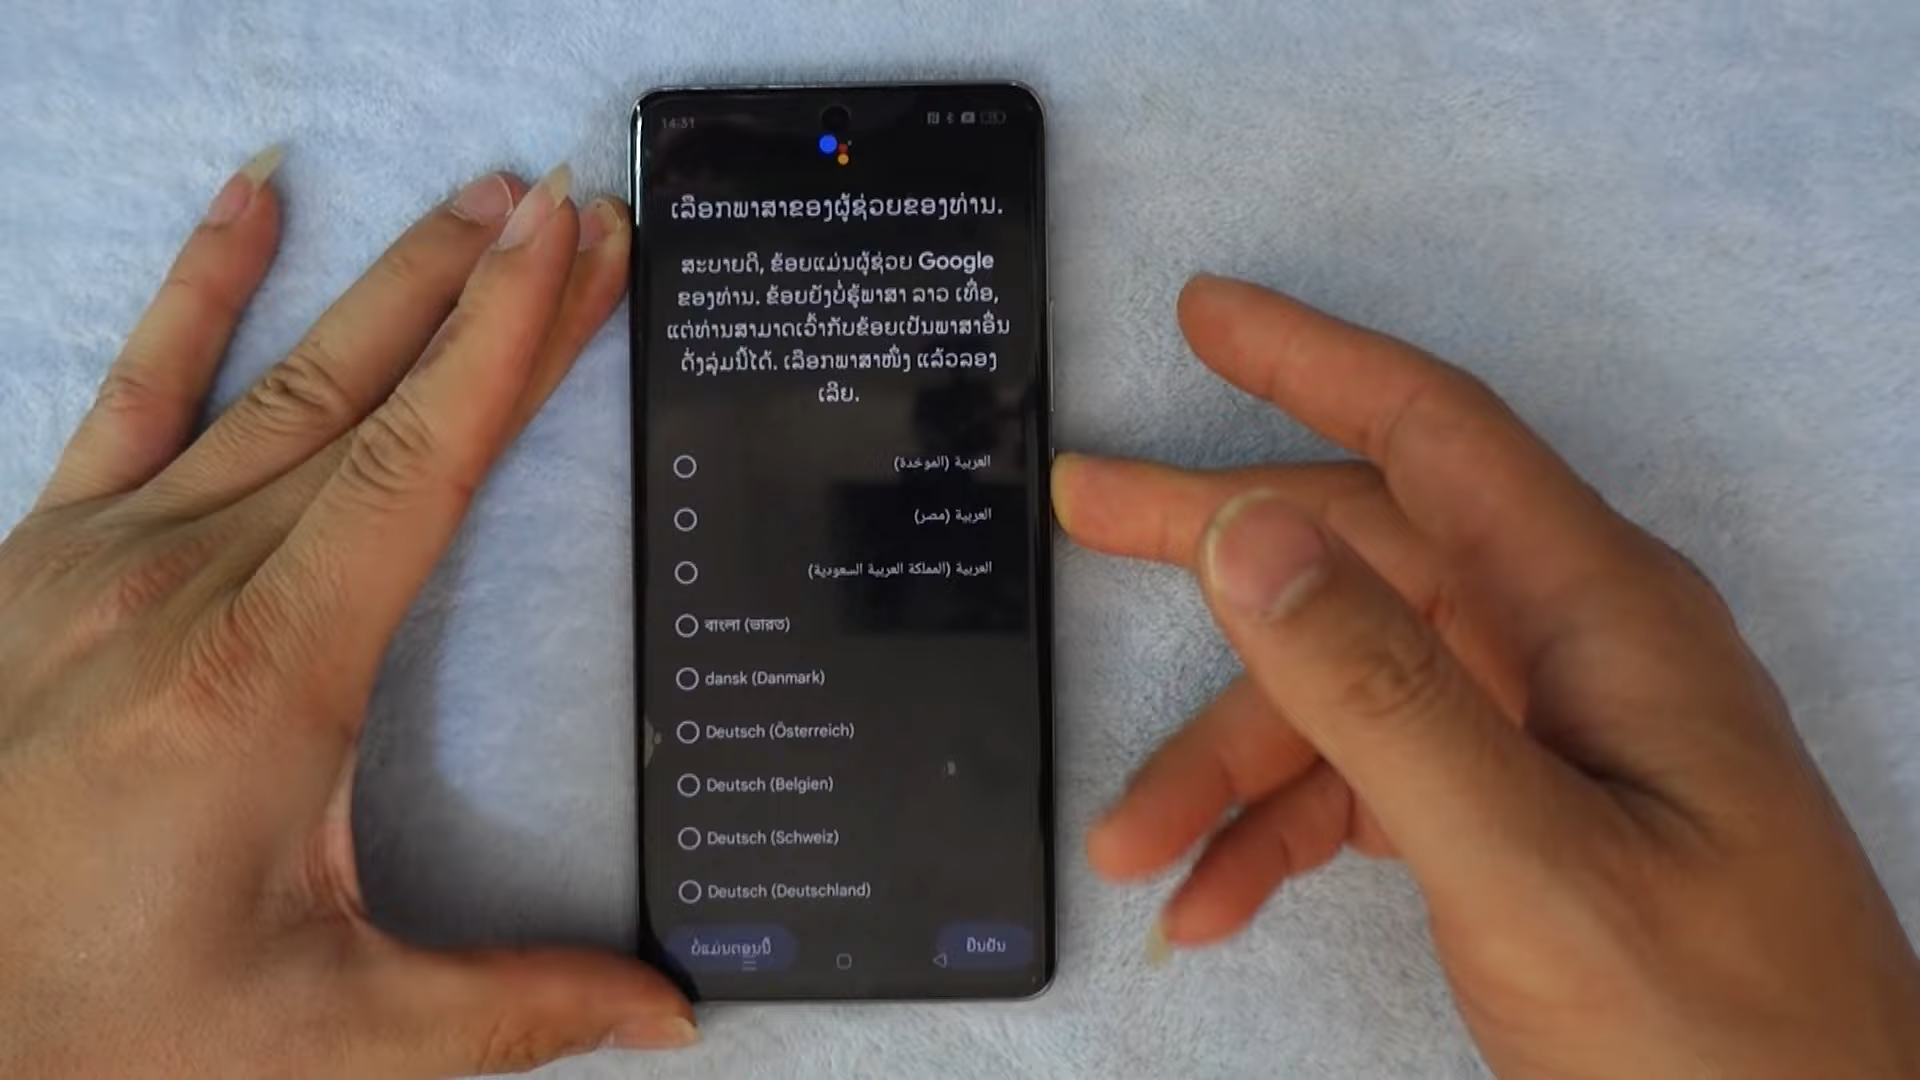 14:31
ເລືອກພາສາຂອງຜູ້ຊ່ວຍຂອງທ່ານ.
ສະບາຍດີ, ຂ້ອຍແມ່ນຜູ້ຊ່ວຍ Google
ຂອງທ່ານ. ຂ້ອຍຍັງບໍ່ຮູ້ພາສາ ລາວ ເທື່ອ,
ແຕ່ທ່ານສາມາດເວົ້າກັບຂ້ອຍເປັນພາສາອື່ນ
ດັ່ງລຸ່ມນີ້ໄດ້. ເລືອກພາສາໜຶ່ງ ແລ້ວລອງ
ເລີຍ.
العربية (الموحّدة)
العربية (مصر)
العربية (المملكة العربية السعودية)
বাংলা (ভারত)
dansk (Danmark)
Deutsch (Österreich)
Deutsch (Belgien)
Deutsch (Schweiz)
Deutsch (Deutschland)
ບໍ່ແມ່ນຕອນນີ້
ຢືນຢັນ